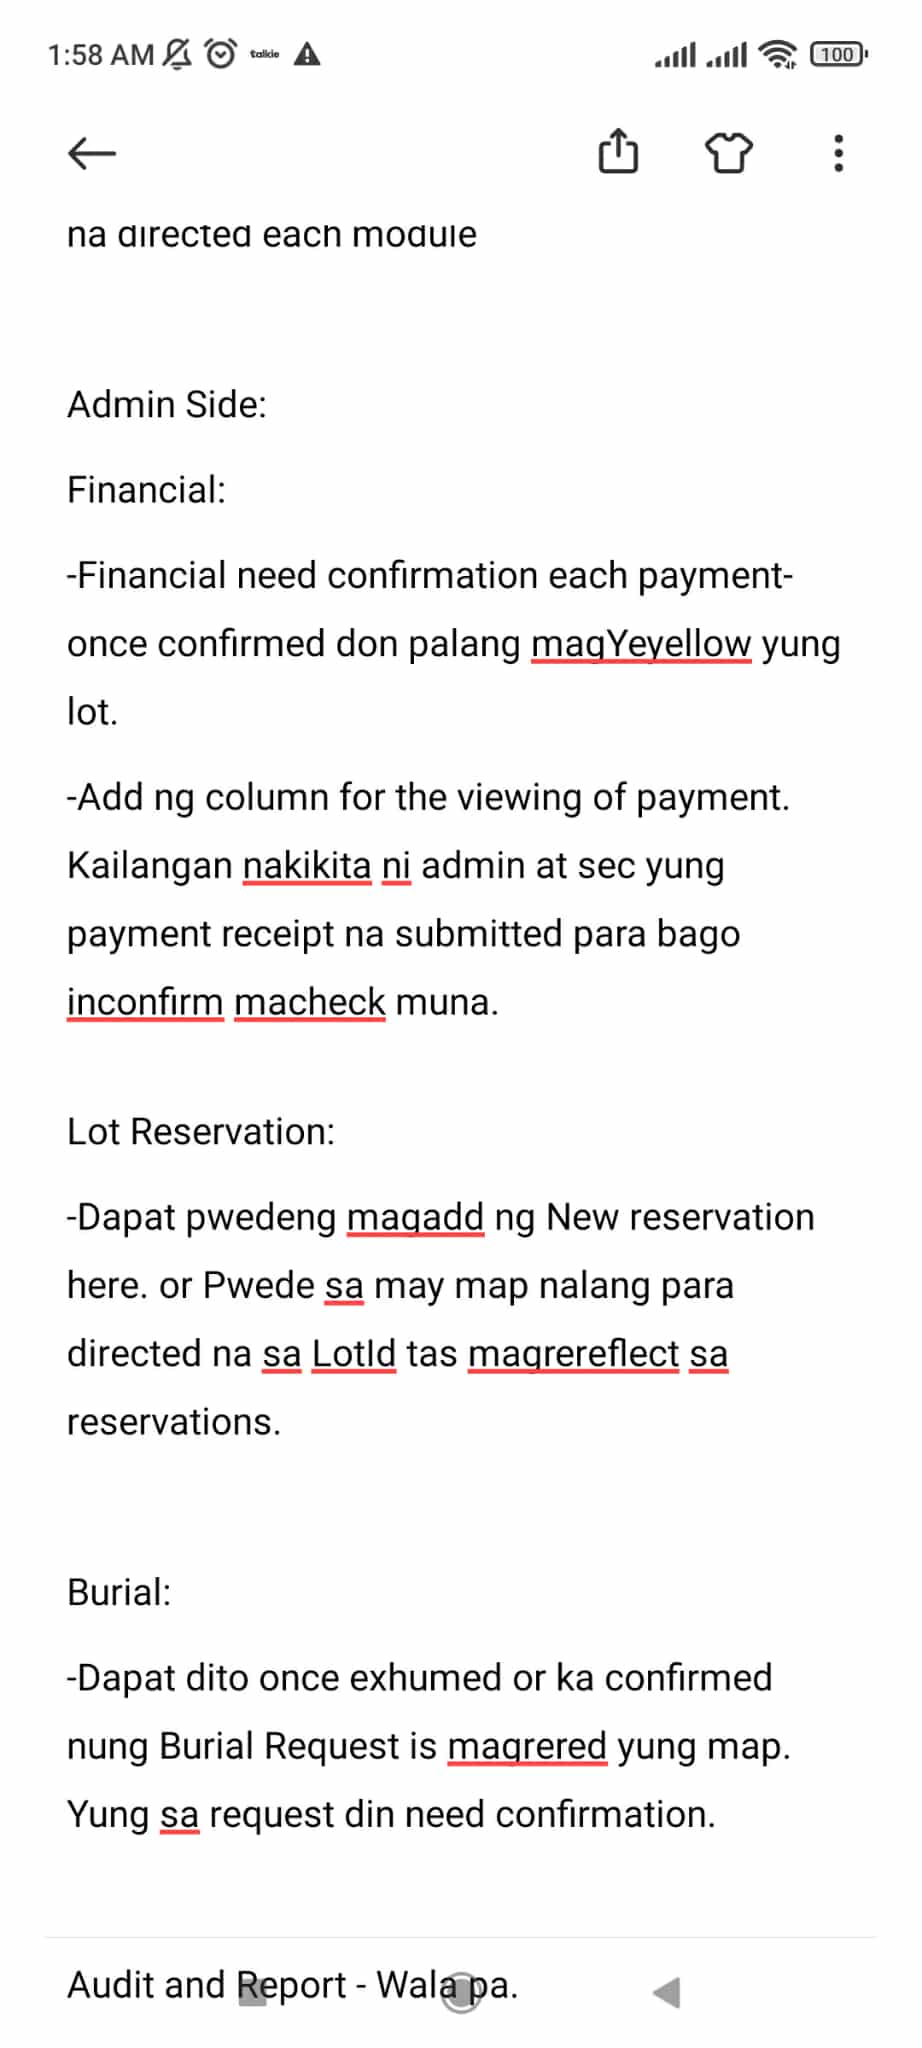 1:58 AM talkie 100
na directed each module
Admin Side:
Financial:
-Financial need confirmation each payment-
once confirmed don palang magYeyellow yung
lot.
-Add ng column for the viewing of payment.
Kailangan nakikita ni admin at sec yung
payment receipt na submitted para bago
inconfirm macheck muna.
Lot Reservation:
-Dapat pwedeng magadd ng New reservation
here. or Pwede sa may map nalang para
directed na sa LotId tas magrereflect sa
reservations.
Burial:
-Dapat dito once exhumed or ka confirmed
nung Burial Request is magrered yung map.
Yung sa request din need confirmation.
Audit and Report - Wala pa.